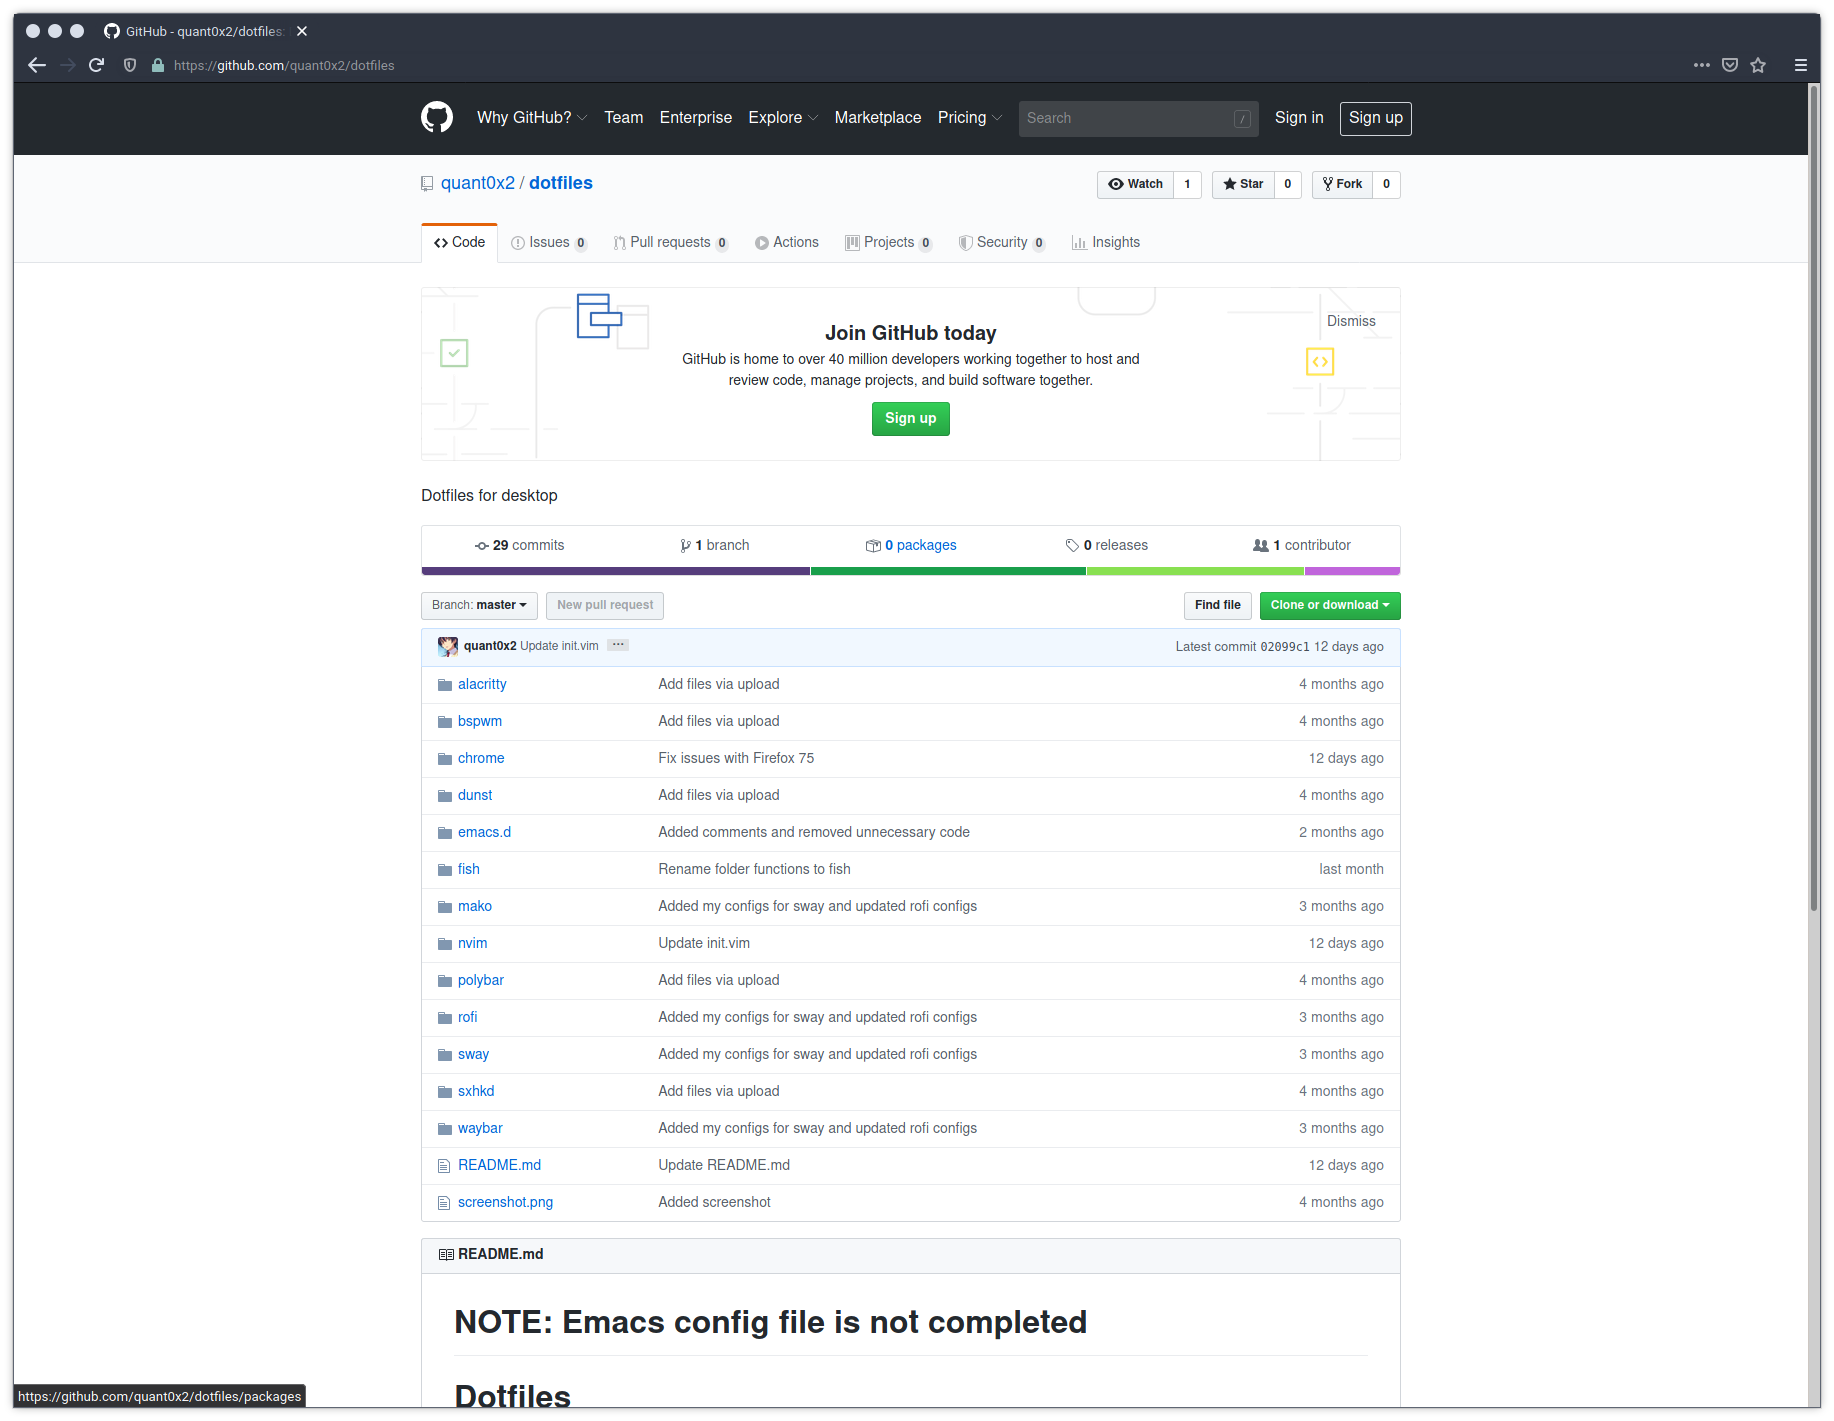 GitHub - quant0x2/dotfiles:
https://github.com/quant0x2/dotfiles
Why GitHub? Team Enterprise Explore Marketplace Pricing Search / Sign in Sign up
quant0x2 / dotfiles Watch 1 Star 0 Fork 0
Code Issues 0 Pull requests 0 Actions Projects 0 Security 0 Insights
Dismiss
Join GitHub today
GitHub is home to over 40 million developers working together to host and
review code, manage projects, and build software together.
Sign up
Dotfiles for desktop
29 commits 1 branch 0 packages 0 releases 1 contributor
Branch: master New pull request Find file Clone or download
quant0x2 Update init.vim ... Latest commit 02099c1 12 days ago
alacritty Add files via upload 4 months ago
bspwm Add files via upload 4 months ago
chrome Fix issues with Firefox 75 12 days ago
dunst Add files via upload 4 months ago
emacs.d Added comments and removed unnecessary code 2 months ago
fish Rename folder functions to fish last month
mako Added my configs for sway and updated rofi configs 3 months ago
nvim Update init.vim 12 days ago
polybar Add files via upload 4 months ago
rofi Added my configs for sway and updated rofi configs 3 months ago
sway Added my configs for sway and updated rofi configs 3 months ago
sxhkd Add files via upload 4 months ago
waybar Added my configs for sway and updated rofi configs 3 months ago
README.md Update README.md 12 days ago
screenshot.png Added screenshot 4 months ago
README.md
NOTE: Emacs config file is not completed
Dotfiles
https://github.com/quant0x2/dotfiles/packages